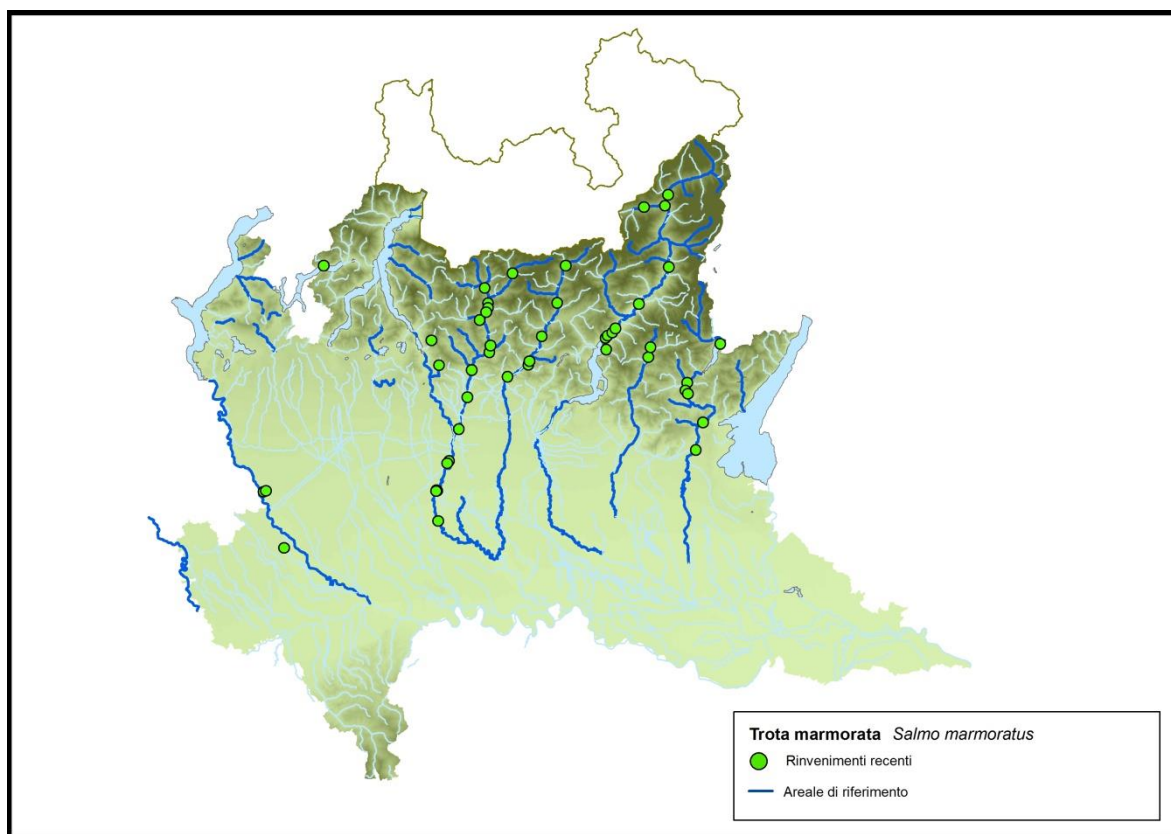 Trota marmorata Salmo marmoratus
Rinvenimenti recenti
Areale di riferimento